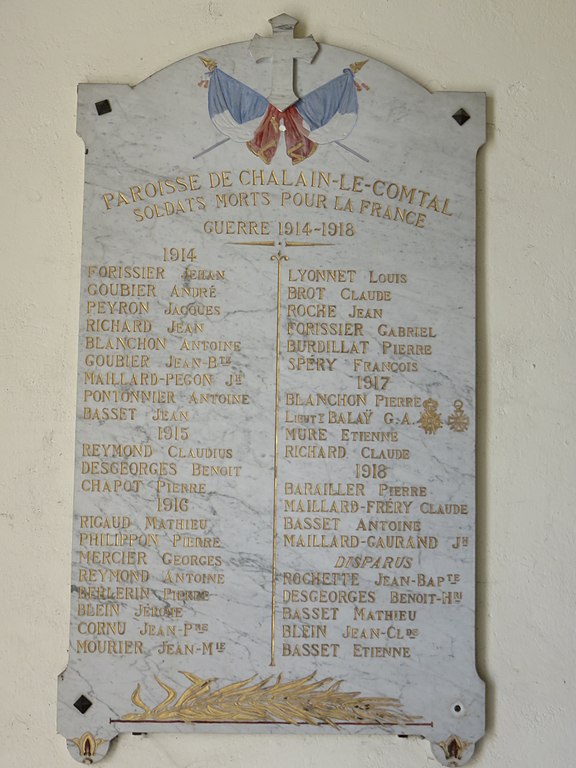 PAROISSE DE CHALAIN-LE-COMTAL
SOLDATS MORTS POUR LA FRANCE
GUERRE 1914-1918
1914
FORISSIER JEHAN
GOUBIER ANDRÉ
PEYRON JACQUES
RICHARD JEAN
BLANCHON ANTOINE
GOUBIER JEAN-BTE
MAILLARD-PEGON JH
PONTONNIER ANTOINE
BASSET JEAN
1915
REYMOND CLAUDIUS
DESGEORGES BENOIT
CHAPOT PIERRE
1916
RIGAUD MATHIEU
PHILIPPON PIERRE
MERCIER GEORGES
REYMOND ANTOINE
BERLERIN PIERRE
BLEIN JÉROME
CORNU JEAN-PRE
MOURIER JEAN-MIE
LYONNET LOUIS
BROT CLAUDE
ROCHE JEAN
FORISSIER GABRIEL
BURDILLAT PIERRE
SPÉRY FRANÇOIS
1917
BLANCHON PIERRE
LIEUTT BALAŸ G.A.
MURE ETIENNE
RICHARD CLAUDE
1918
BARAILLER PIERRE
MAILLARD-FRÉRY CLAUDE
BASSET ANTOINE
MAILLARD-GAURAND JH
DISPARUS
ROCHETTE JEAN-BAPTE
DESGEORGES BENOIT-HRI
BASSET MATHIEU
BLEIN JEAN-CLDE
BASSET ETIENNE